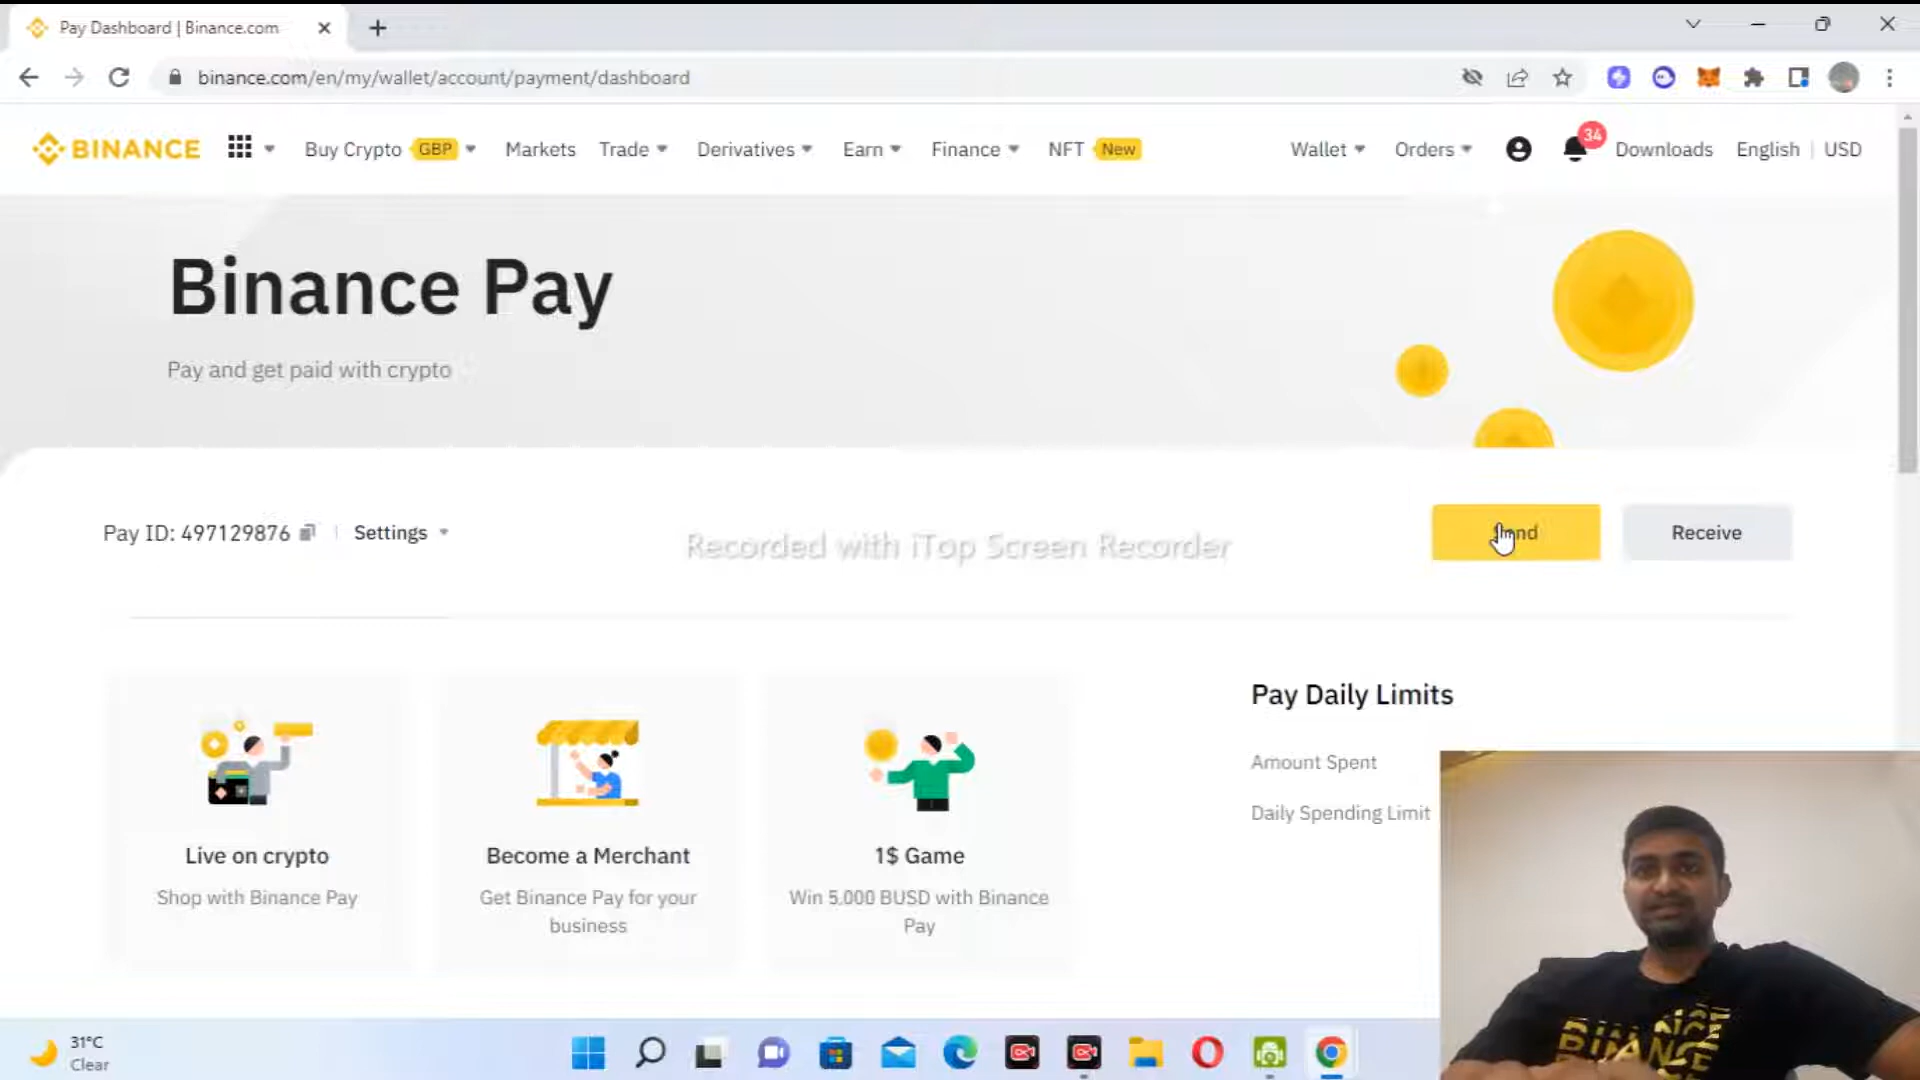 Pay Dashboard | Binance.com
binance.com/en/my/wallet/account/payment/dashboard
BINANCE
Buy Crypto GBP Markets Trade Derivatives Earn Finance NFT New Wallet Orders 34 Downloads English | USD
Binance Pay
Pay and get paid with crypto
Pay ID: 497129876 Settings
Recorded with iTop Screen Recorder
Receive
Pay Daily Limits
Amount Spent
Daily Spending Limit
Live on crypto
Shop with Binance Pay
Become a Merchant
Get Binance Pay for your
business
1$ Game
Win 5.000 BUSD with Binance
Pay
31°C
Clear
BINANCE